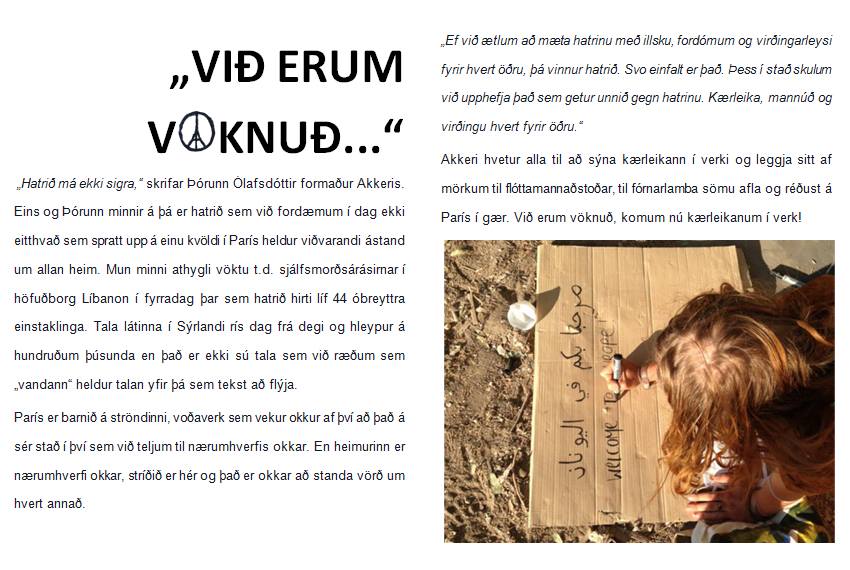 „VIÐ ERUM
VÖKNUÐ...“
„Hatrið má ekki sigra,“ skrifar Þórunn Ólafsdóttir formaður Akkeris.
Eins og Þórunn minnir á þá er hatrið sem við fordæmum í dag ekki
eitthvað sem spratt upp á einu kvöldi í París heldur viðvarandi ástand
um allan heim. Mun minni athygli vöktu t.d. sjálfsmorðsárásirnar í
höfuðborg Líbanon í fyrradag þar sem hatrið hirti líf 44 óbreyttra
einstaklinga. Tala látinna í Sýrlandi rís dag frá degi og hleypur á
hundruðum þúsunda en það er ekki sú tala sem við ræðum sem
„vandann“ heldur talan yfir þá sem tekst að flýja.
París er barnið á ströndinni, voðaverk sem vekur okkur af því að það á
sér stað í því sem við teljum til nærumhverfis okkar. En heimurinn er
nærumhverfi okkar, stríðið er hér og það er okkar að standa vörð um
hvert annað.
„Ef við ætlum að mæta hatrinu með illsku, fordómum og virðingarleysi
fyrir hvert öðru, þá vinnur hatrið. Svo einfalt er það. Þess í stað skulum
við upphefja það sem getur unnið gegn hatrinu. Kærleika, mannúð og
virðingu hvert fyrir öðru.“
Akkeri hvetur alla til að sýna kærleikann í verki og leggja sitt af
mörkum til flóttamannaðstoðar, til fórnarlamba sömu afla og réðust á
París í gær. Við erum vöknuð, komum nú kærleikanum í verk!
مرحبا بكم في اليونان
WELCOME TO